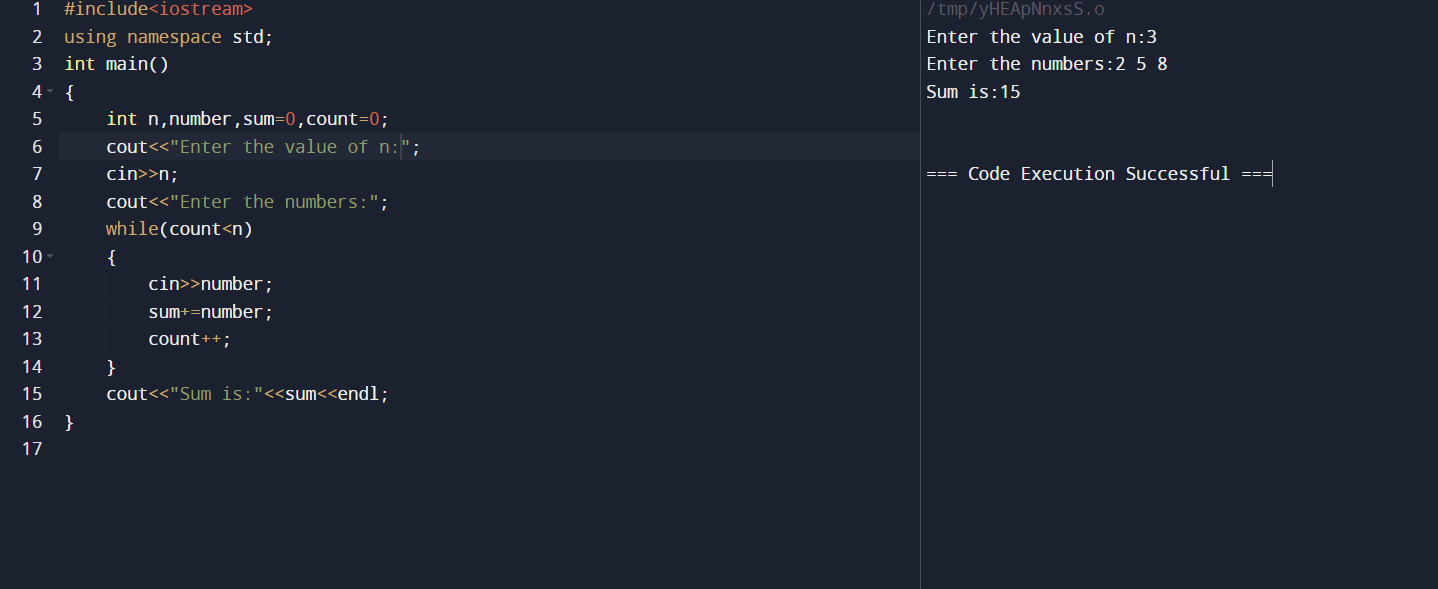 1 #include<iostream>
2 using namespace std;
3 int main()
4 {
5     int n,number,sum=0,count=0;
6     cout<<"Enter the value of n:";
7     cin>>n;
8     cout<<"Enter the numbers:";
9     while(count<n)
10     {
11         cin>>number;
12         sum+=number;
13         count++;
14     }
15     cout<<"Sum is:"<<sum<<endl;
16 }
17
/tmp/yHEApNnxsS.o
Enter the value of n:3
Enter the numbers:2 5 8
Sum is:15
=== Code Execution Successful ===